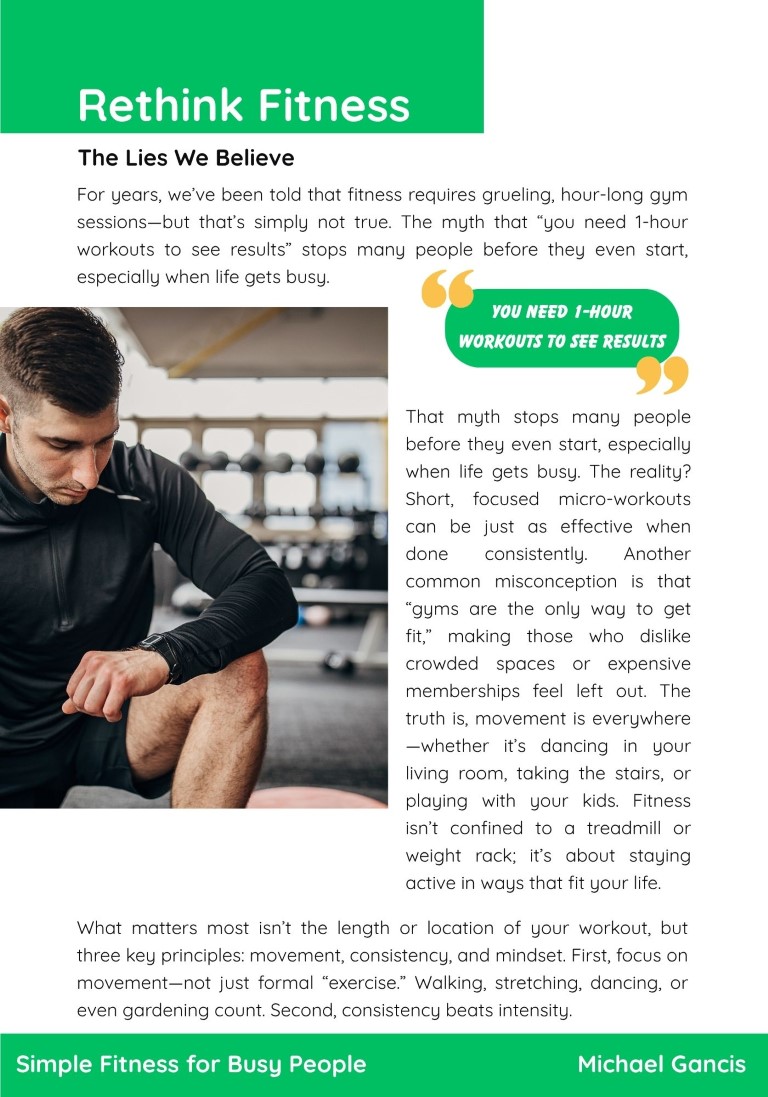 Rethink Fitness
The Lies We Believe
For years, we’ve been told that fitness requires grueling, hour-long gym
sessions—but that’s simply not true. The myth that “you need 1-hour
workouts to see results” stops many people before they even start,
especially when life gets busy.
“YOU NEED 1-HOUR
WORKOUTS TO SEE RESULTS”
That myth stops many people
before they even start, especially
when life gets busy. The reality?
Short, focused micro-workouts
can be just as effective when
done consistently. Another
common misconception is that
“gyms are the only way to get
fit,” making those who dislike
crowded spaces or expensive
memberships feel left out. The
truth is, movement is everywhere
—whether it’s dancing in your
living room, taking the stairs, or
playing with your kids. Fitness
isn’t confined to a treadmill or
weight rack; it’s about staying
active in ways that fit your life.
What matters most isn’t the length or location of your workout, but
three key principles: movement, consistency, and mindset. First, focus on
movement—not just formal “exercise.” Walking, stretching, dancing, or
even gardening count. Second, consistency beats intensity.
Simple Fitness for Busy People
Michael Gancis